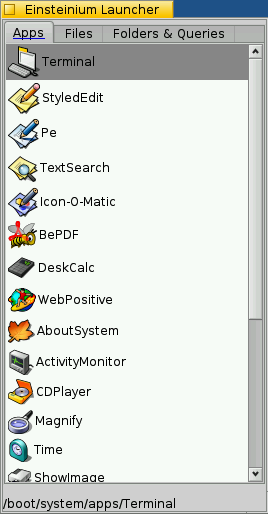 Einsteinium Launcher
Apps Files Folders & Queries
Terminal
StyledEdit
Pe
TextSearch
Icon-O-Matic
BePDF
DeskCalc
WebPositive
AboutSystem
ActivityMonitor
CDPlayer
Magnify
Time
ShowImage
/boot/system/apps/Terminal